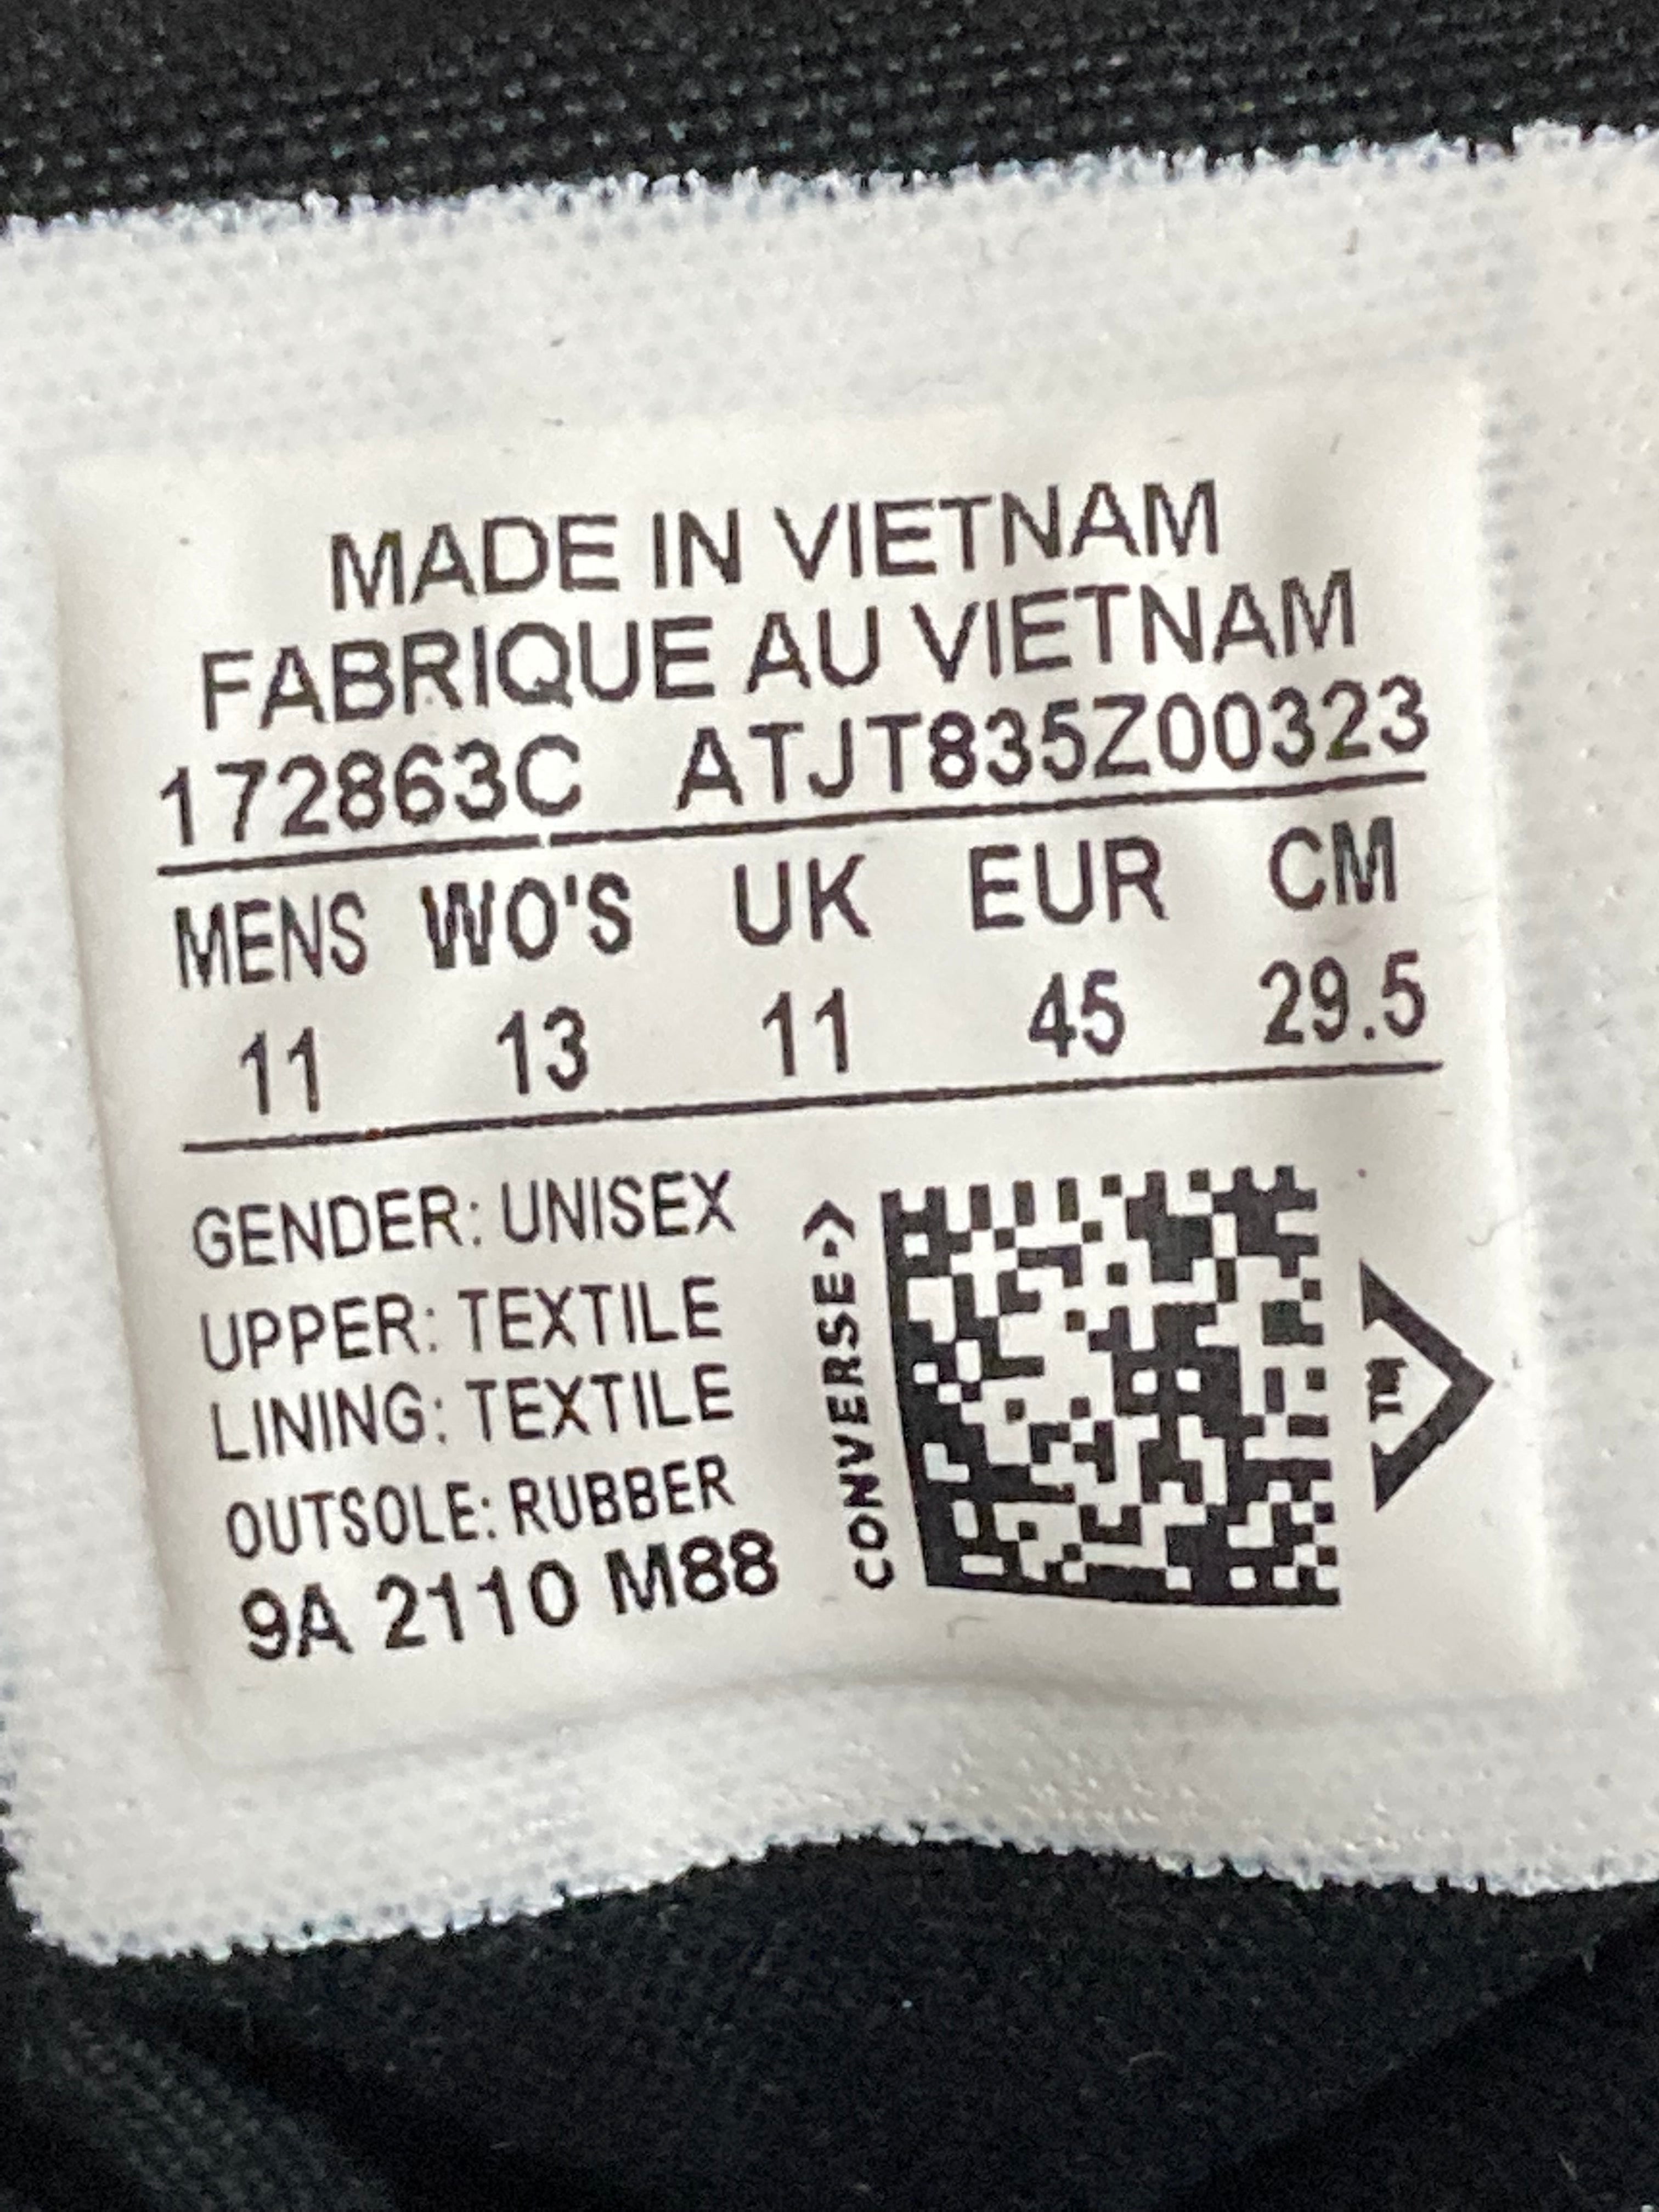 MADE IN VIETNAM
FABRIQUE AU VIETNAM
172863C ATJT835Z00323
MENS WO'S UK EUR CM
11 13 11 45 29.5
GENDER: UNISEX
UPPER: TEXTILE
LINING: TEXTILE
OUTSOLE: RUBBER
9A 2110 M88
CONVERSE
TM